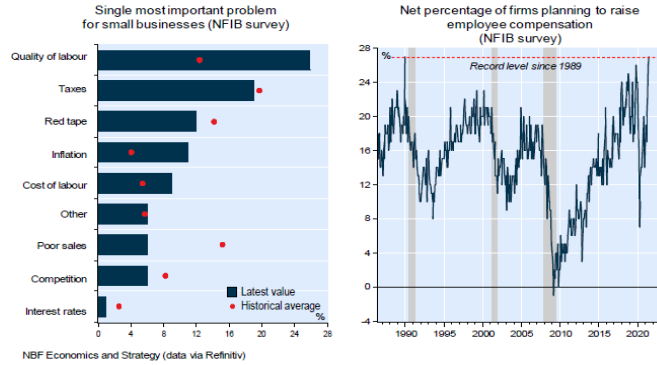 Single most important problem
for small businesses (NFIB survey)
Quality of labour
Taxes
Red tape
Inflation
Cost of labour
Other
Poor sales
Competition
Interest rates
Latest value
Historical average
%
0 4 8 12 16 20 24 28
NBF Economics and Strategy (data via Refinitiv)
Net percentage of firms planning to raise
employee compensation
(NFIB survey)
%
Record level since 1989
28
24
20
16
12
8
4
0
-4
1990 1995 2000 2005 2010 2015 2020